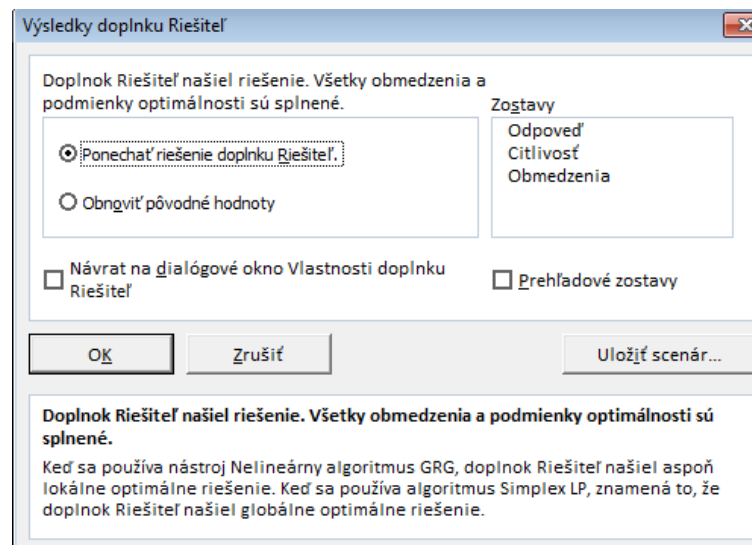 Výsledky doplnku Riešiteľ
Doplnok Riešiteľ našiel riešenie. Všetky obmedzenia a
podmienky optimálnosti sú splnené.
Zostavy
Ponechať riešenie doplnku Riešiteľ.
Obnoviť pôvodné hodnoty
Odpoveď
Citlivosť
Obmedzenia
Návrat na dialógové okno Vlastnosti doplnku
Riešiteľ
Prehľadové zostavy
OK
Zrušiť
Uložiť scenár...
Doplnok Riešiteľ našiel riešenie. Všetky obmedzenia a podmienky optimálnosti sú
splnené.
Keď sa používa nástroj Nelineárny algoritmus GRG, doplnok Riešiteľ našiel aspoň
lokálne optimálne riešenie. Keď sa používa algoritmus Simplex LP, znamená to, že
doplnok Riešiteľ našiel globálne optimálne riešenie.